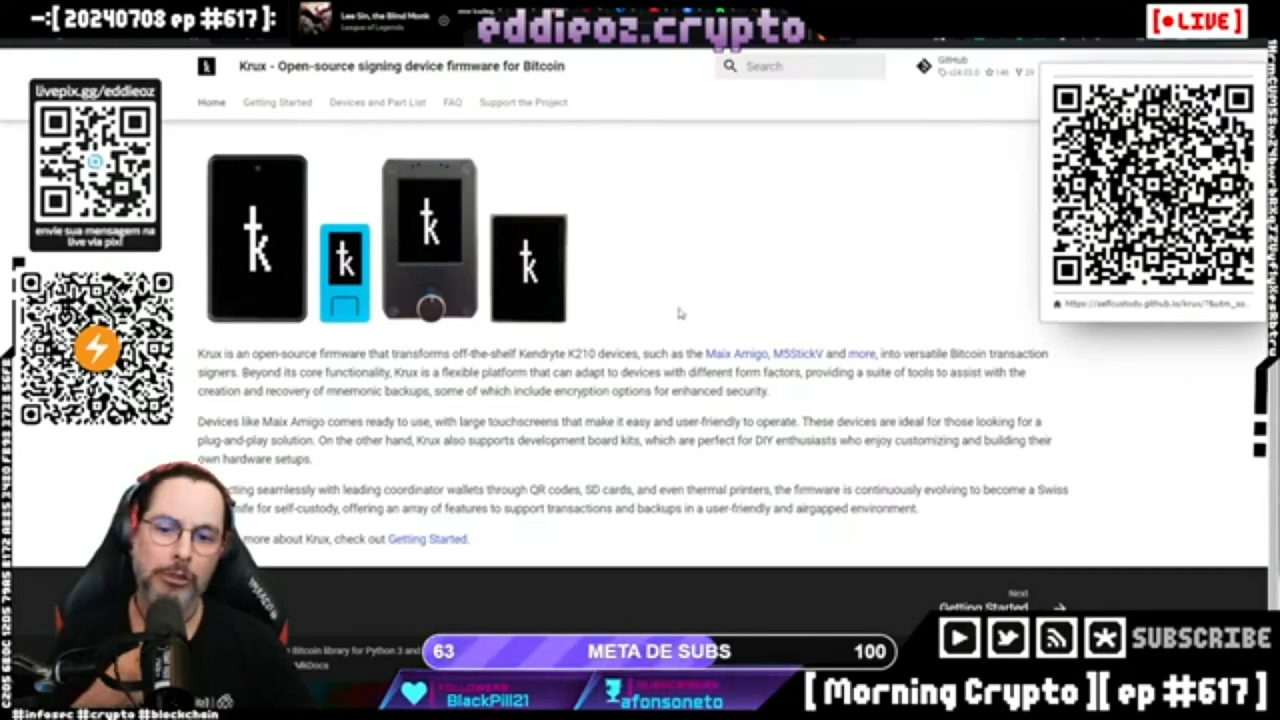 -:[ 20240708 ep #617 ]:
Lee Sin, the Blind Monk
League of Legends
eddieoz.crypto
[ LIVE ]
Krux - Open-source signing device firmware for Bitcoin
Search
GitHub
Home
Getting Started
Devices and Part List
FAQ
Support the Project
livepix.gg/eddieoz
envie sua mensagem na
live via pix!
Krux is an open-source firmware that transforms off-the-shelf Kendryte K210 devices, such as the Maix Amigo, M5StickV and more, into versatile Bitcoin transaction
signers. Beyond its core functionality, Krux is a flexible platform that can adapt to devices with different form factors, providing a suite of tools to assist with the
creation and recovery of mnemonic backups, some of which include encryption options for enhanced security.
Devices like Maix Amigo comes ready to use, with large touchscreens that make it easy and user-friendly to operate. These devices are ideal for those looking for a
plug-and-play solution. On the other hand, Krux also supports development board kits, which are perfect for DIY enthusiasts who enjoy customizing and building their
own hardware setups.
seamlessly with leading coordinator wallets through QR codes, SD cards, and even thermal printers, the firmware is continuously evolving to become a Swiss
for self-custody, offering an array of features to support transactions and backups in a user-friendly and airgapped environment.
more about Krux, check out Getting Started.
Next
Getting Started
Bitcoin library for Python 3 and
MkDocs
63
META DE SUBS
100
FOLLOWERS
BlackPill21
SUBSCRIBER
afonsoneto
SUBSCRIBE
[ Morning Crypto ][ ep #617 ]
#infosec #crypto #blockchain